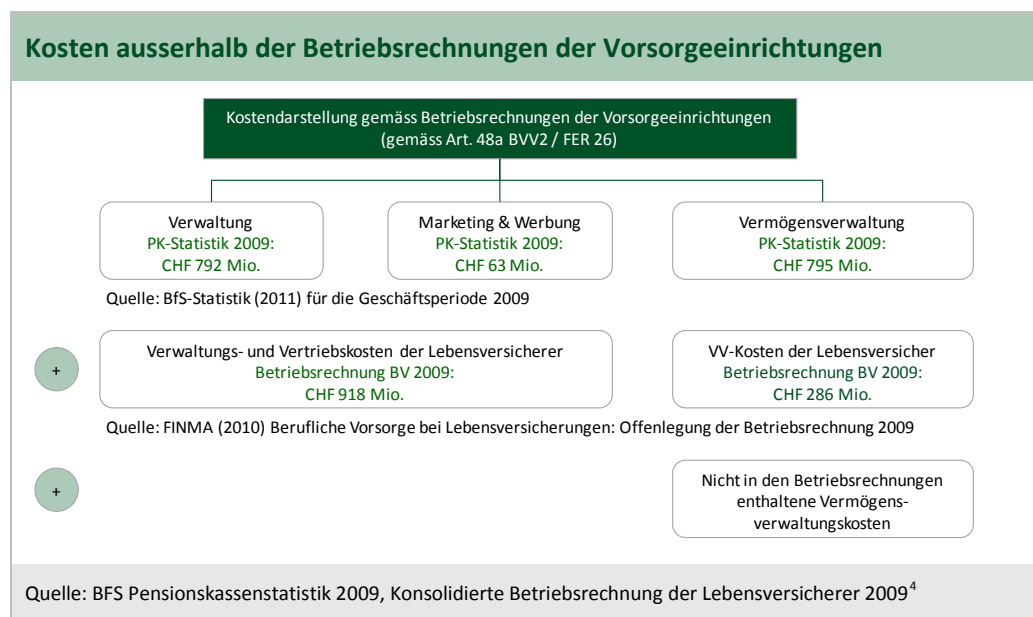 Kosten ausserhalb der Betriebsrechnungen der Vorsorgeeinrichtungen
Kostendarstellung gemäss Betriebsrechnungen der Vorsorgeeinrichtungen
(gemäss Art. 48a BVV2 / FER 26)
Verwaltung
PK-Statistik 2009:
CHF 792 Mio.
Marketing & Werbung
PK-Statistik 2009:
CHF 63 Mio.
Vermögensverwaltung
PK-Statistik 2009:
CHF 795 Mio.
Quelle: BfS-Statistik (2011) für die Geschäftsperiode 2009
+
Verwaltungs- und Vertriebskosten der Lebensversicherer
Betriebsrechnung BV 2009:
CHF 918 Mio.
VV-Kosten der Lebensversicher
Betriebsrechnung BV 2009:
CHF 286 Mio.
Quelle: FINMA (2010) Berufliche Vorsorge bei Lebensversicherungen: Offenlegung der Betriebsrechnung 2009
+
Nicht in den Betriebsrechnungen
enthaltene Vermögens-
verwaltungskosten
Quelle: BFS Pensionskassenstatistik 2009, Konsolidierte Betriebsrechnung der Lebensversicherer 2009⁴